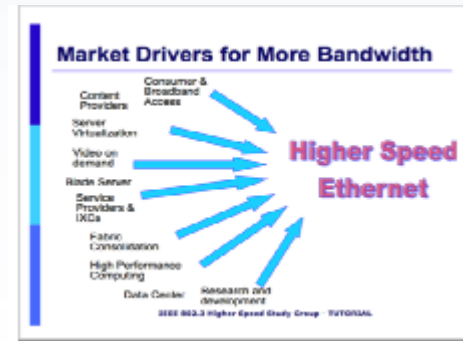 Market Drivers for More Bandwidth
Consumer &
Broadband
Access
Content
Providers
Server
Virtualization
Video on
demand
Blade Server
Service
Providers &
IXCs
Fabric
Consolidation
High Performance
Computing
Data Center
Research and
development
Higher Speed
Ethernet
IEEE 802.3 Higher Speed Study Group - TUTORIAL